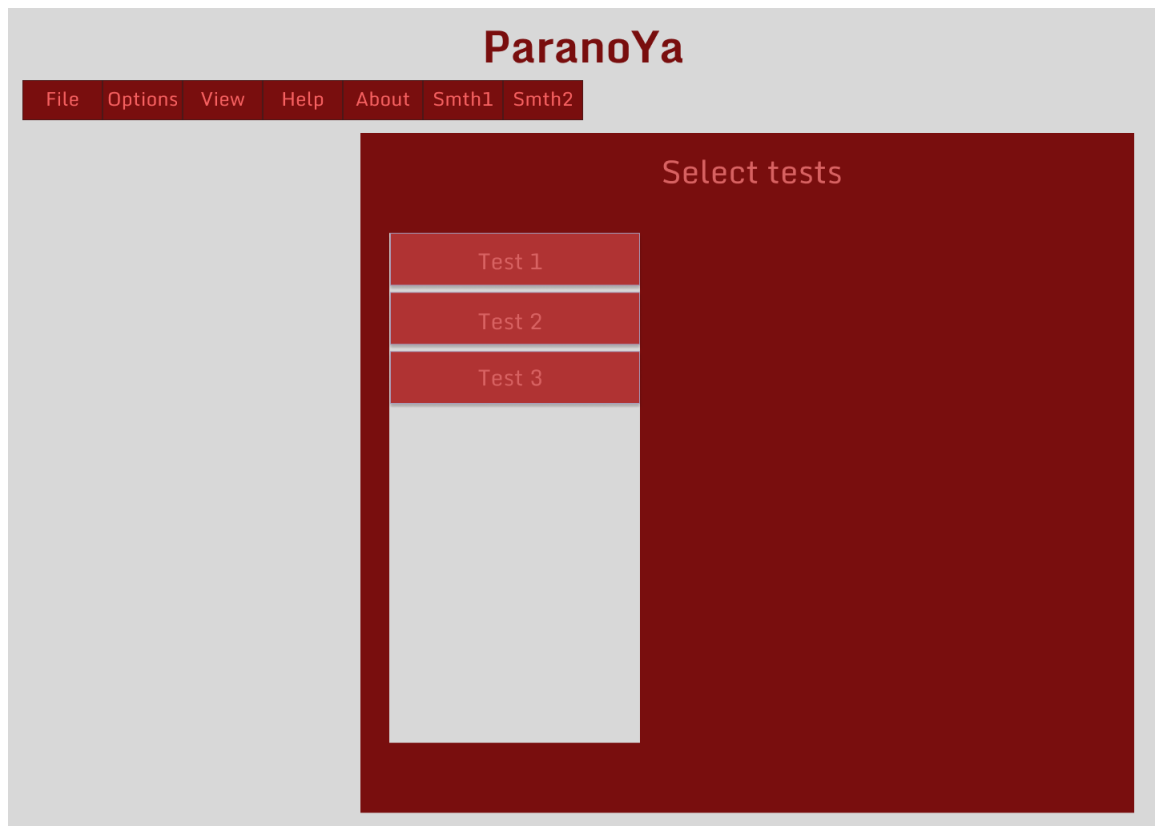 ParanoYa
File Options View Help About Smth1 Smth2
Select tests
Test 1
Test 2
Test 3